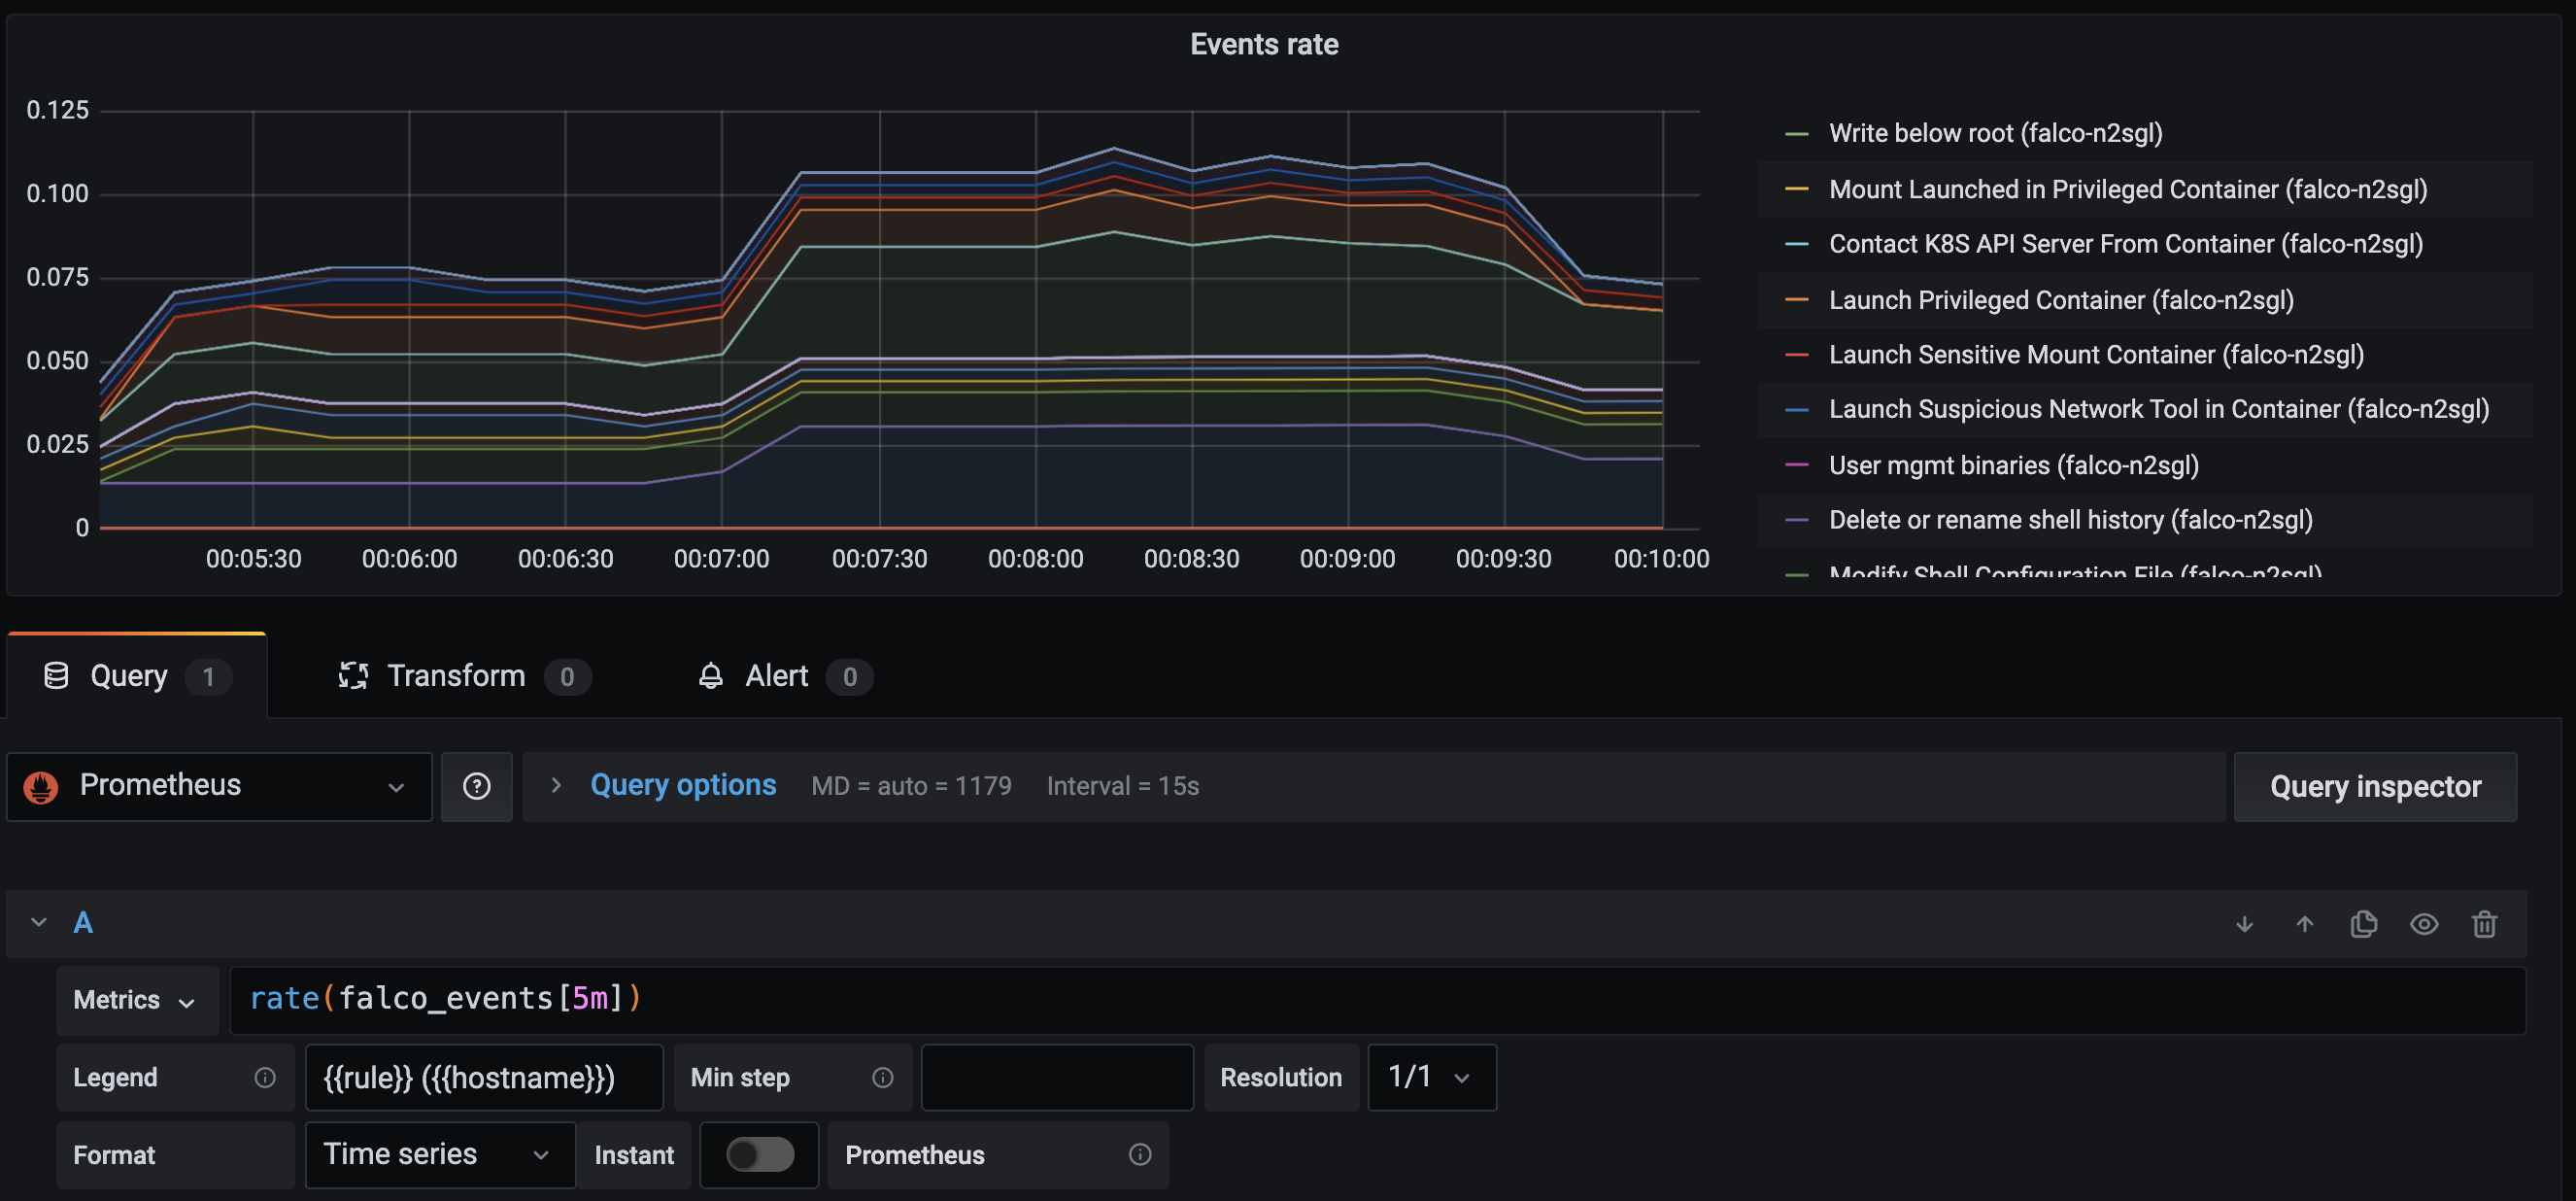 Events rate
0.125
0.100
0.075
0.050
0.025
0
00:05:30 00:06:00 00:06:30 00:07:00 00:07:30 00:08:00 00:08:30 00:09:00 00:09:30 00:10:00
Write below root (falco-n2sgl)
Mount Launched in Privileged Container (falco-n2sgl)
Contact K8S API Server From Container (falco-n2sgl)
Launch Privileged Container (falco-n2sgl)
Launch Sensitive Mount Container (falco-n2sgl)
Launch Suspicious Network Tool in Container (falco-n2sgl)
User mgmt binaries (falco-n2sgl)
Delete or rename shell history (falco-n2sgl)
Modify Shell Configuration File (falco-n2sgl)
Query 1 Transform 0 Alert 0
Prometheus Query options MD = auto = 1179 Interval = 15s Query inspector
A
Metrics rate(falco_events[5m])
Legend {{rule}} ({{hostname}}) Min step Resolution 1/1
Format Time series Instant Prometheus